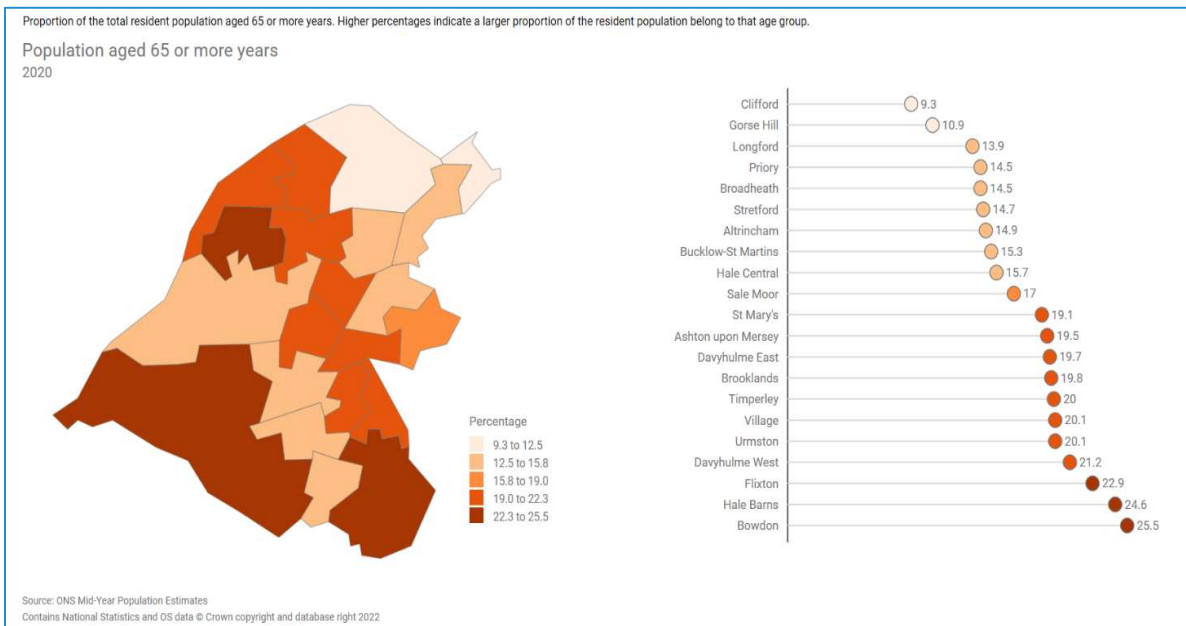 Proportion of the total resident population aged 65 or more years. Higher percentages indicate a larger proportion of the resident population belong to that age group.
Population aged 65 or more years
2020
Percentage
9.3 to 12.5
12.5 to 15.8
15.8 to 19.0
19.0 to 22.3
22.3 to 25.5
Clifford 9.3
Gorse Hill 10.9
Longford 13.9
Priory 14.5
Broadheath 14.5
Stretford 14.7
Altrincham 14.9
Bucklow-St Martins 15.3
Hale Central 15.7
Sale Moor 17
St Mary's 19.1
Ashton upon Mersey 19.5
Davyhulme East 19.7
Brooklands 19.8
Timperley 20
Village 20.1
Urmston 20.1
Davyhulme West 21.2
Flixton 22.9
Hale Barns 24.6
Bowdon 25.5
Source: ONS Mid-Year Population Estimates
Contains National Statistics and OS data © Crown copyright and database right 2022